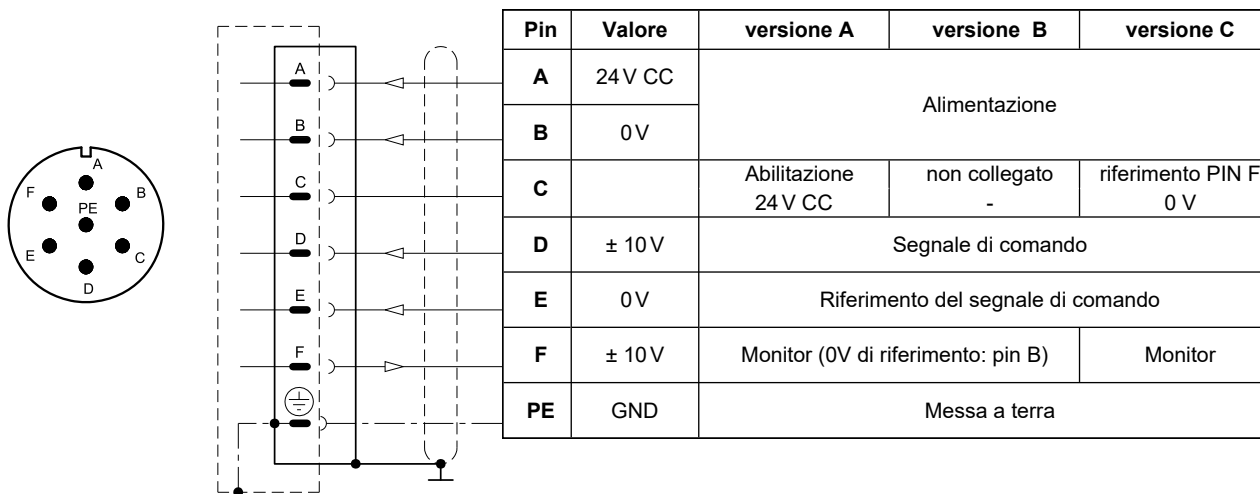 A
F
B
PE
E
C
D
A
B
C
D
E
F
Pin Valore versione A versione B versione C
A 24 V CC Alimentazione
B 0 V
C Abilitazione 24 V CC non collegato - riferimento PIN F 0 V
D ± 10 V Segnale di comando
E 0 V Riferimento del segnale di comando
F ± 10 V Monitor (0V di riferimento: pin B) Monitor
PE GND Messa a terra